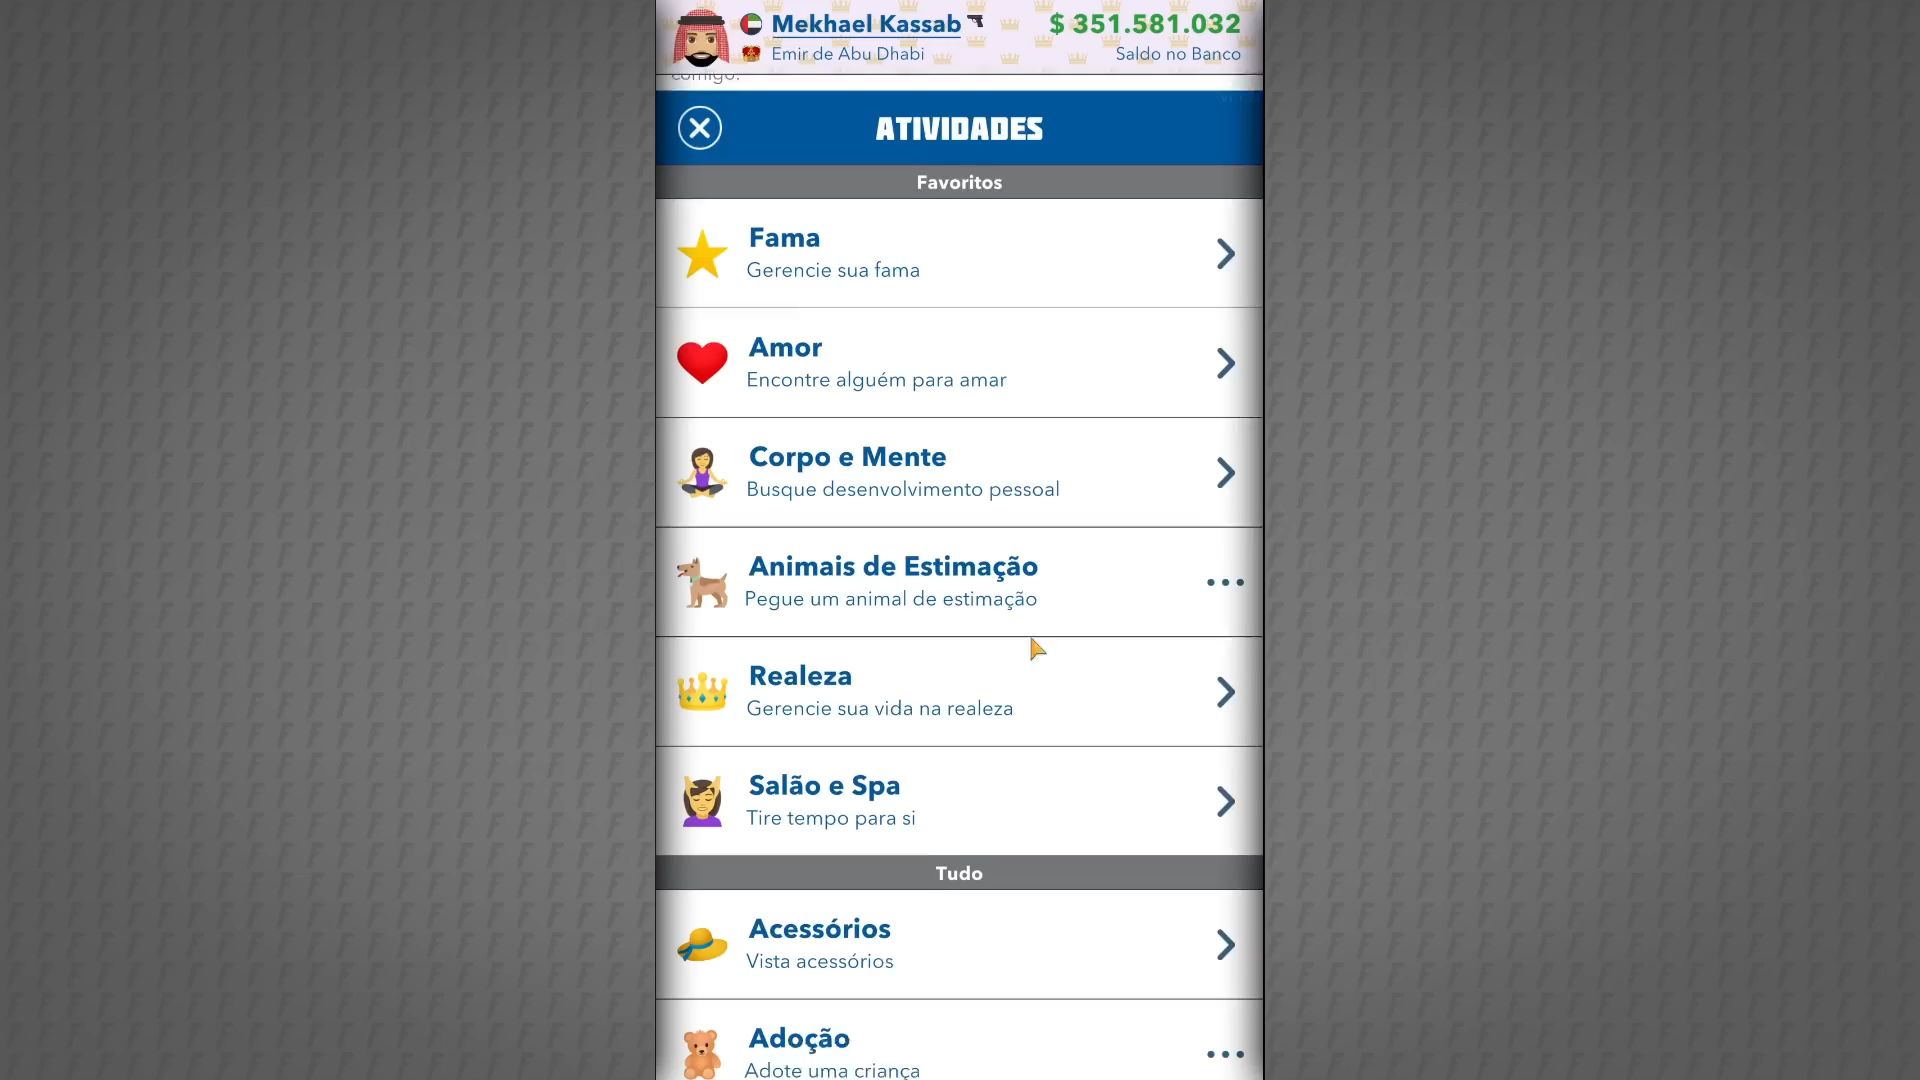 Mekhael Kassab
$ 351.581.032
Emir de Abu Dhabi
Saldo no Banco
comigo.
ATIVIDADES
Favoritos
Fama
Gerencie sua fama
Amor
Encontre alguém para amar
Corpo e Mente
Busque desenvolvimento pessoal
Animais de Estimação
Pegue um animal de estimação
Realeza
Gerencie sua vida na realeza
Salão e Spa
Tire tempo para si
Tudo
Acessórios
Vista acessórios
Adoção
Adote uma criança